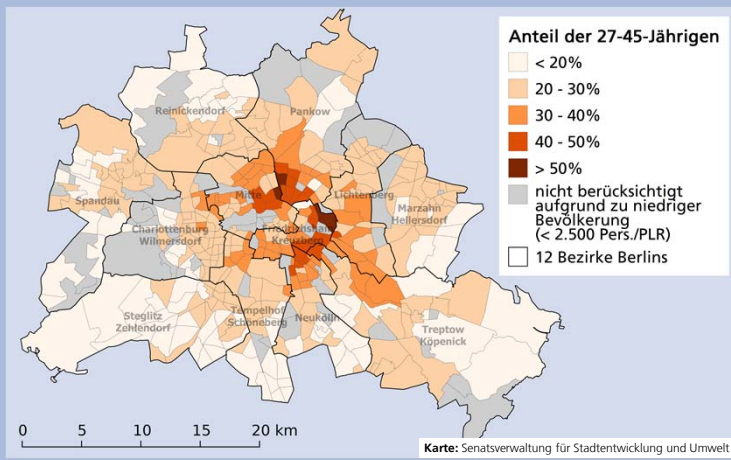 Anteil der 27-45-Jährigen
< 20%
20 - 30%
30 - 40%
40 - 50%
> 50%
nicht berücksichtigt
aufgrund zu niedriger
Bevölkerung
(< 2.500 Pers./PLR)
12 Bezirke Berlins
Reinickendorf
Pankow
Spandau
Mitte
Lichtenberg
Marzahn
Hellersdorf
Charlottenburg
Wilmersdorf
Friedrichshain
Kreuzberg
Steglitz
Zehlendorf
Tempelhof
Schöneberg
Neukölln
Treptow
Köpenick
0 5 10 15 20 km
Karte: Senatsverwaltung für Stadtentwicklung und Umwelt